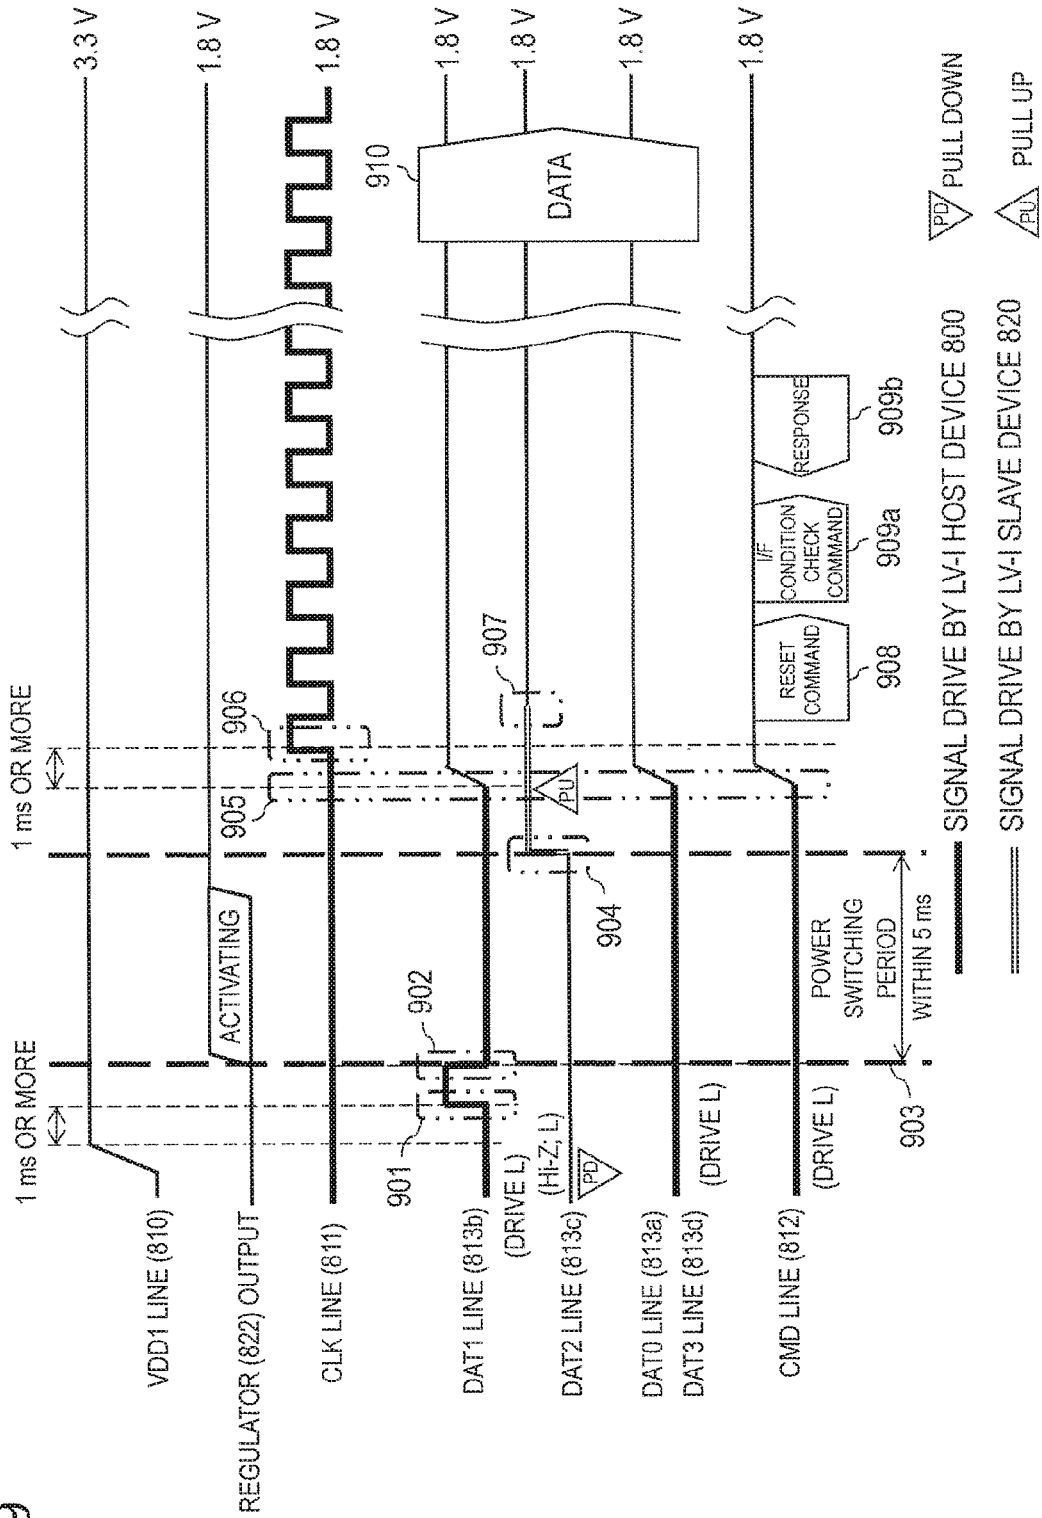 1 ms OR MORE
1 ms OR MORE
VDD1 LINE (810)
3.3 V
REGULATOR (822) OUTPUT
ACTIVATING
1.8 V
905
906
CLK LINE (811)
1.8 V
901
902
910
DAT1 LINE (813b)
1.8 V
(DRIVE L)
(Hi-Z; L)
907
DATA
DAT2 LINE (813c)
PD
904
PU
1.8 V
DAT0 LINE (813a)
DAT3 LINE (813d)
(DRIVE L)
1.8 V
CMD LINE (812)
(DRIVE L)
1.8 V
RESET
COMMAND
I/F
CONDITION
CHECK
COMMAND
RESPONSE
908
909a
909b
903
POWER
SWITCHING
PERIOD
WITHIN 5 ms
SIGNAL DRIVE BY LV-I HOST DEVICE 800
PD PULL DOWN
SIGNAL DRIVE BY LV-I SLAVE DEVICE 820
PU PULL UP